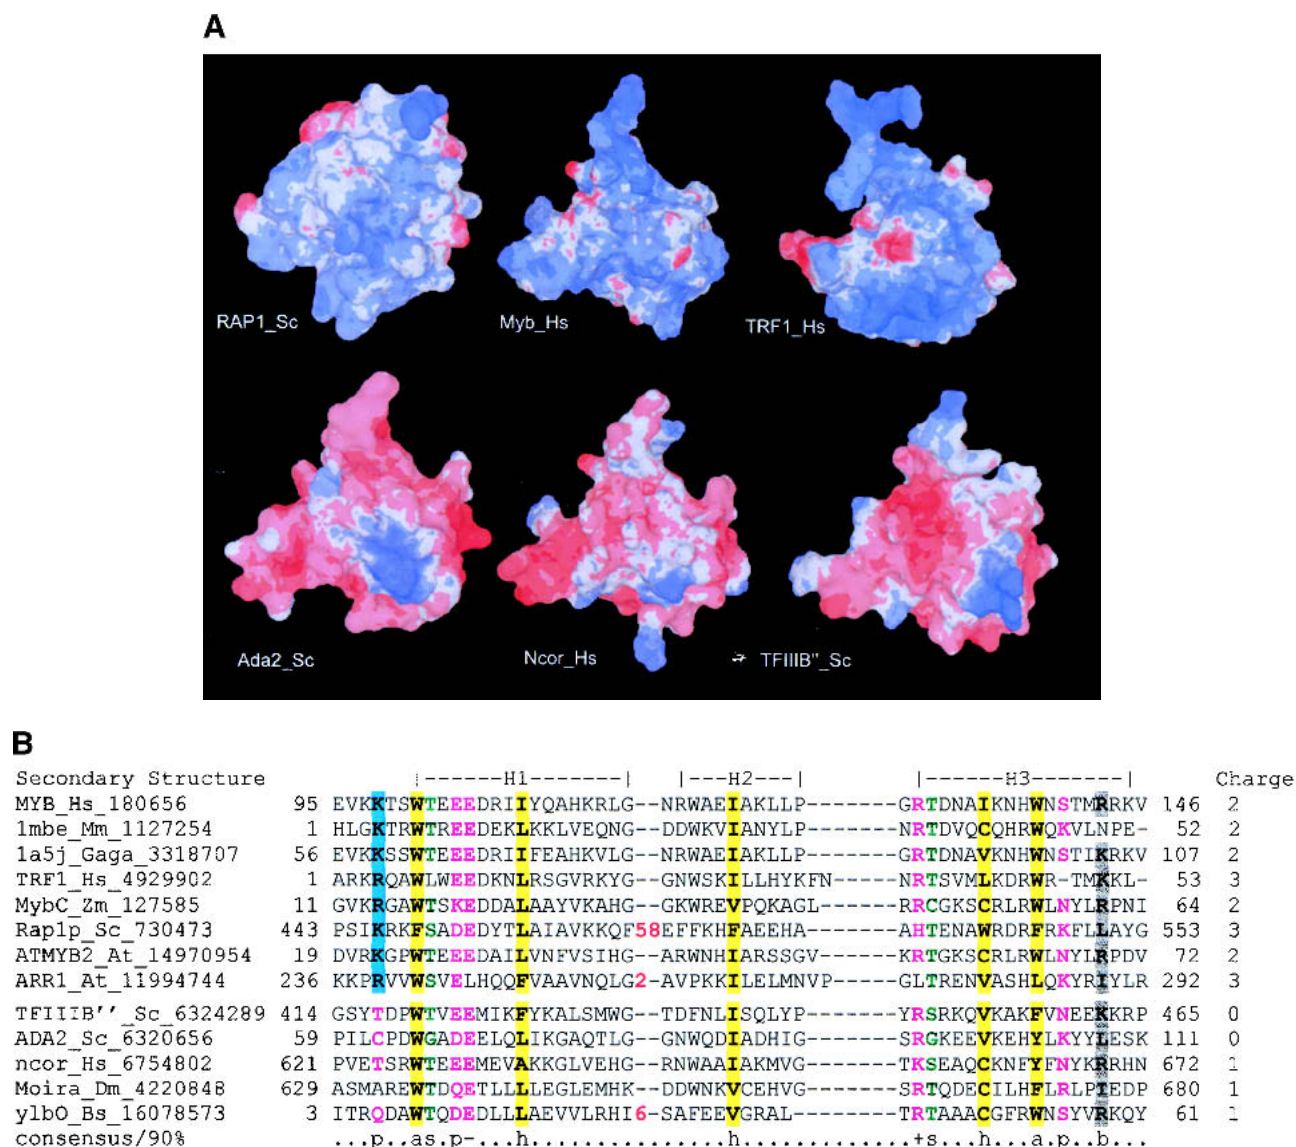 A
RAP1_Sc
Myb_Hs
TRF1_Hs
Ada2_Sc
Ncor_Hs
TFIIIB"_Sc
B
Secondary Structure |------H1-------| |---H2---| |------H3-------| Charge
MYB_Hs_180656 95 EVKKTSWTEEEDRIIYQAHKRLG--NRWAEIAKLLP-------GRTDNAIKNHWNSTMRRKV 146 2
1mbe_Mm_1127254 1 HLGKTRWTREEDEKLKKLVEQNG--DDWKVIANYLP-------NRTDVQCQHRWQKVLNPE- 52 2
1a5j_Gaga_3318707 56 EVKKSSWTEEEDRIIFEAHKVLG--NRWAEIAKLLP-------GRTDNAVKNHWNSTIKRKV 107 2
TRF1_Hs_4929902 1 ARKRQAWLWEEDKNLRSGVRKYG--GNWSKILLHYKFN-----NRTSVMLKDRWR-TMKKL- 53 3
MybC_Zm_127585 11 GVKRGAWTSKEDDALAAYVKAHG--GKWREVPQKAGL------RRCGKSCRLRWLNYLRPNI 64 2
Rap1p_Sc_730473 443 PSIKRKFSADEDYTLAIAVKKQF58EFFKHFAEEHA-------AHTENAWRDRFRKFLLAYG 553 3
ATMYB2_At_14970954 19 DVRKGPWTEEEDAILVNFVSIHG--ARWNHIARSSGV------KRTGKSCRLRWLNYLRPDV 72 2
ARR1_At_11994744 236 KKPRVVWSVELHQQFVAAVNQLG2-AVPKKILELMNVP-----GLTRENVASHLQKYRIYLR 292 3
TFIIIB’’_Sc_6324289 414 GSYTDPWTVEEMIKFYKALSMWG--TDFNLISQLYP-------YRSRKQVKAKFVNEEKKRP 465 0
ADA2_Sc_6320656 59 PILCPDWGADEELQLIKGAQTLG--GNWQDIADHIG-------SRGKEEVKEHYLKYYLESK 111 0
ncor_Hs_6754802 621 PVETSRWTEEEMEVAKKGLVEHG--RNWAAIAKMVG-------TKSEAQCKNFYFNYKRRHN 672 1
Moira_Dm_4220848 629 ASMAREWTDQETLLLLEGLEMHK--DDWNKVCEHVG-------SRTQDECILHFLRLPIEDP 680 1
ylbO_Bs_16078573 3 ITRQDAWTQDEDLLLAEVVLRHI6-SAFEEVGRAL--------TRTAAACGFRWNSYVRKQY 61 1
consensus/90% ...p..as.p-...h...............h.............+s...h...a.p..b...